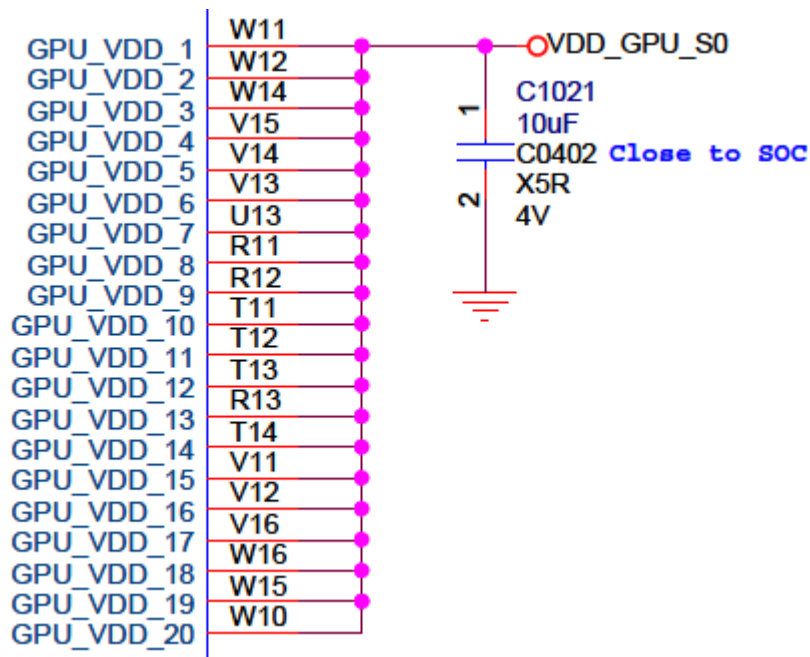 GPU_VDD_1 W11 VDD_GPU_S0
GPU_VDD_2 W12
GPU_VDD_3 W14
GPU_VDD_4 V15
GPU_VDD_5 V14
GPU_VDD_6 V13
GPU_VDD_7 U13
GPU_VDD_8 R11
GPU_VDD_9 R12
GPU_VDD_10 T11
GPU_VDD_11 T12
GPU_VDD_12 T13
GPU_VDD_13 R13
GPU_VDD_14 T14
GPU_VDD_15 V11
GPU_VDD_16 V12
GPU_VDD_17 V16
GPU_VDD_18 W16
GPU_VDD_19 W15
GPU_VDD_20 W10
1
C1021
10uF
C0402 Close to SOC
X5R
2
4V